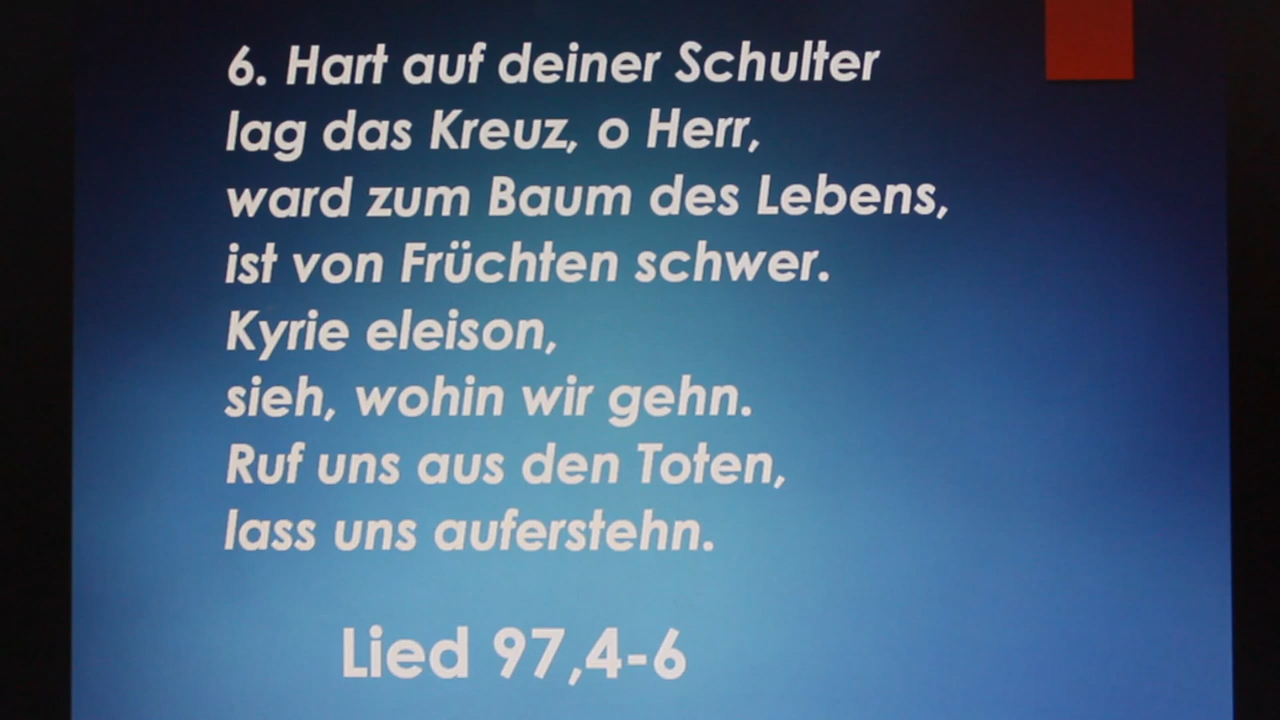 6. Hart auf deiner Schulter
lag das Kreuz, o Herr,
ward zum Baum des Lebens,
ist von Früchten schwer.
Kyrie eleison,
sieh, wohin wir gehn.
Ruf uns aus den Toten,
lass uns auferstehn.
Lied 97,4-6